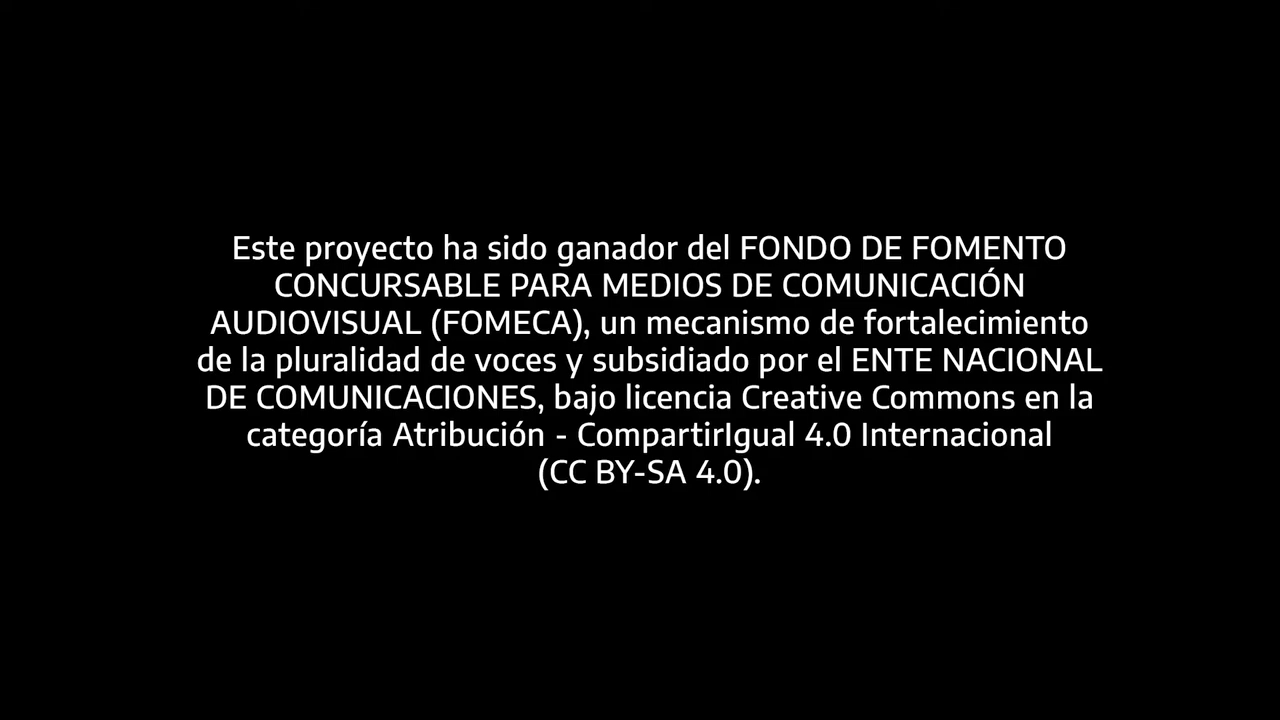 Este proyecto ha sido ganador del FONDO DE FOMENTO
CONCURSABLE PARA MEDIOS DE COMUNICACIÓN
AUDIOVISUAL (FOMECA), un mecanismo de fortalecimiento
de la pluralidad de voces y subsidiado por el ENTE NACIONAL
DE COMUNICACIONES, bajo licencia Creative Commons en la
categoría Atribución - CompartirIgual 4.0 Internacional
(CC BY-SA 4.0).